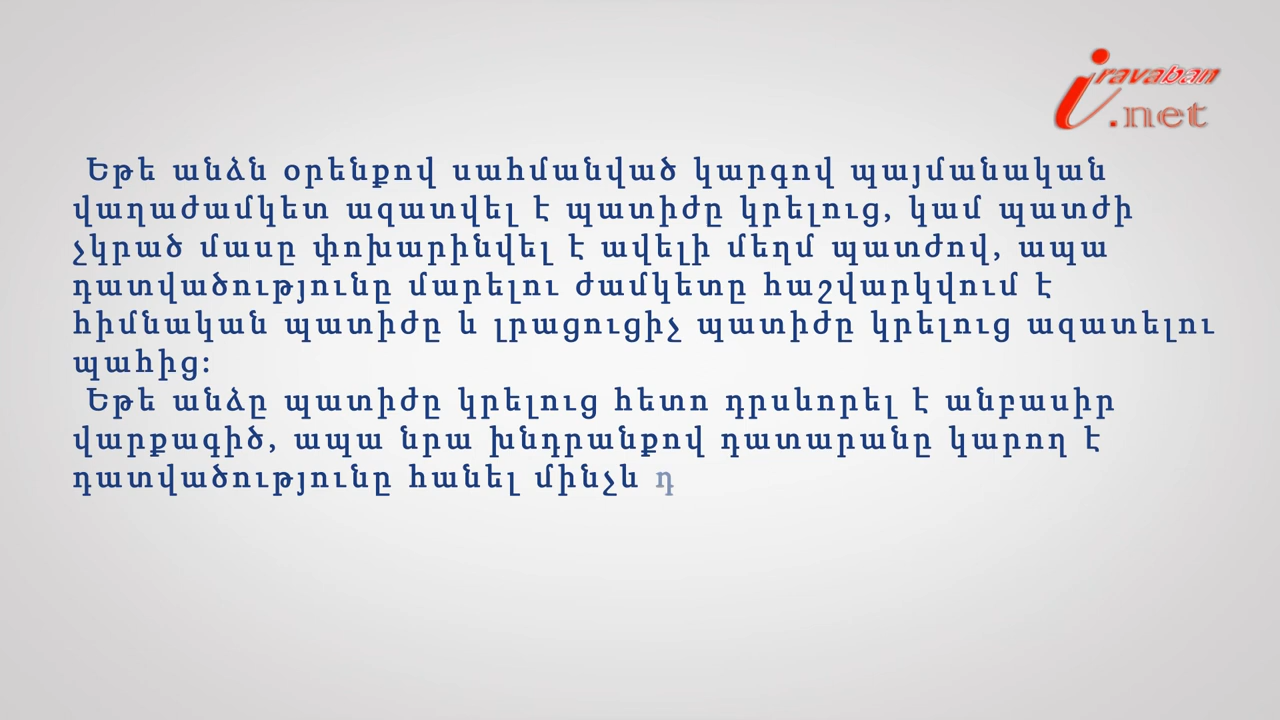 iravaban
.net
Եթե անձն օրենքով սահմանված կարգով պայմանական
վաղաժամկետ ազատվել է պատիժը կրելուց, կամ պատժի
չկրած մասը փոխարինվել է ավելի մեղմ պատժով, ապա
դատվածությունը մարելու ժամկետը հաշվարկվում է
հիմնական պատիժը և լրացուցիչ պատիժը կրելուց ազատելու
պահից:
Եթե անձը պատիժը կրելուց հետո դրսևորել է անբասիր
վարքագիծ, ապա նրա խնդրանքով դատարանը կարող է
դատվածությունը հանել մինչև դ